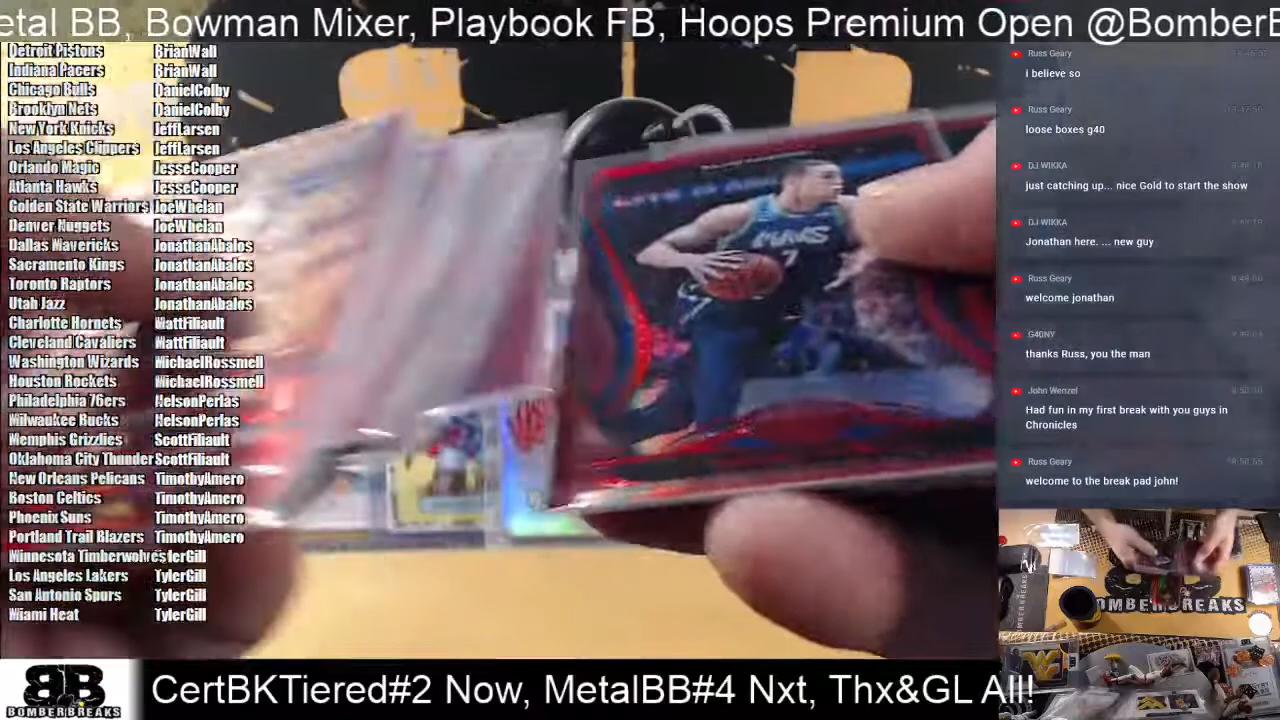 etal BB, Bowman Mixer, Playbook FB, Hoops Premium Open @BomberB
Detroit Pistons BrianWall
Indiana Pacers BrianWall
Chicago Bulls DanielColby
Brooklyn Nets DanielColby
New York Knicks JeffLarsen
Los Angeles Clippers JeffLarsen
Orlando Magic JesseCooper
Atlanta Hawks JesseCooper
Golden State Warriors JoeWhelan
Denver Nuggets JoeWhelan
Dallas Mavericks JonathanAbalos
Sacramento Kings JonathanAbalos
Toronto Raptors JonathanAbalos
Utah Jazz JonathanAbalos
Charlotte Hornets MattFiliault
Cleveland Cavaliers MattFiliault
Washington Wizards MichaelRossmell
Houston Rockets MichaelRossmell
Philadelphia 76ers NelsonPerlas
Milwaukee Bucks NelsonPerlas
Memphis Grizzlies ScottFiliault
Oklahoma City Thunder ScottFiliault
New Orleans Pelicans TimothyAmero
Boston Celtics TimothyAmero
Phoenix Suns TimothyAmero
Portland Trail Blazers TimothyAmero
Minnesota Timberwolves TylerGill
Los Angeles Lakers TylerGill
San Antonio Spurs TylerGill
Miami Heat TylerGill
7
Russ Geary
i believe so
Russ Geary
loose boxes g40
DJ WIKKA
just catching up... nice Gold to start the show
DJ WIKKA
Jonathan here. ... new guy
Russ Geary
welcome jonathan
G40NY
thanks Russ, you the man
John Wenzel
Had fun in my first break with you guys in
Chronicles
Russ Geary
welcome to the break pad john!
OMBERBREAKS
BB
BOMBERBREAKS
CertBKTiered#2 Now, MetalBB#4 Nxt, Thx&GL All!